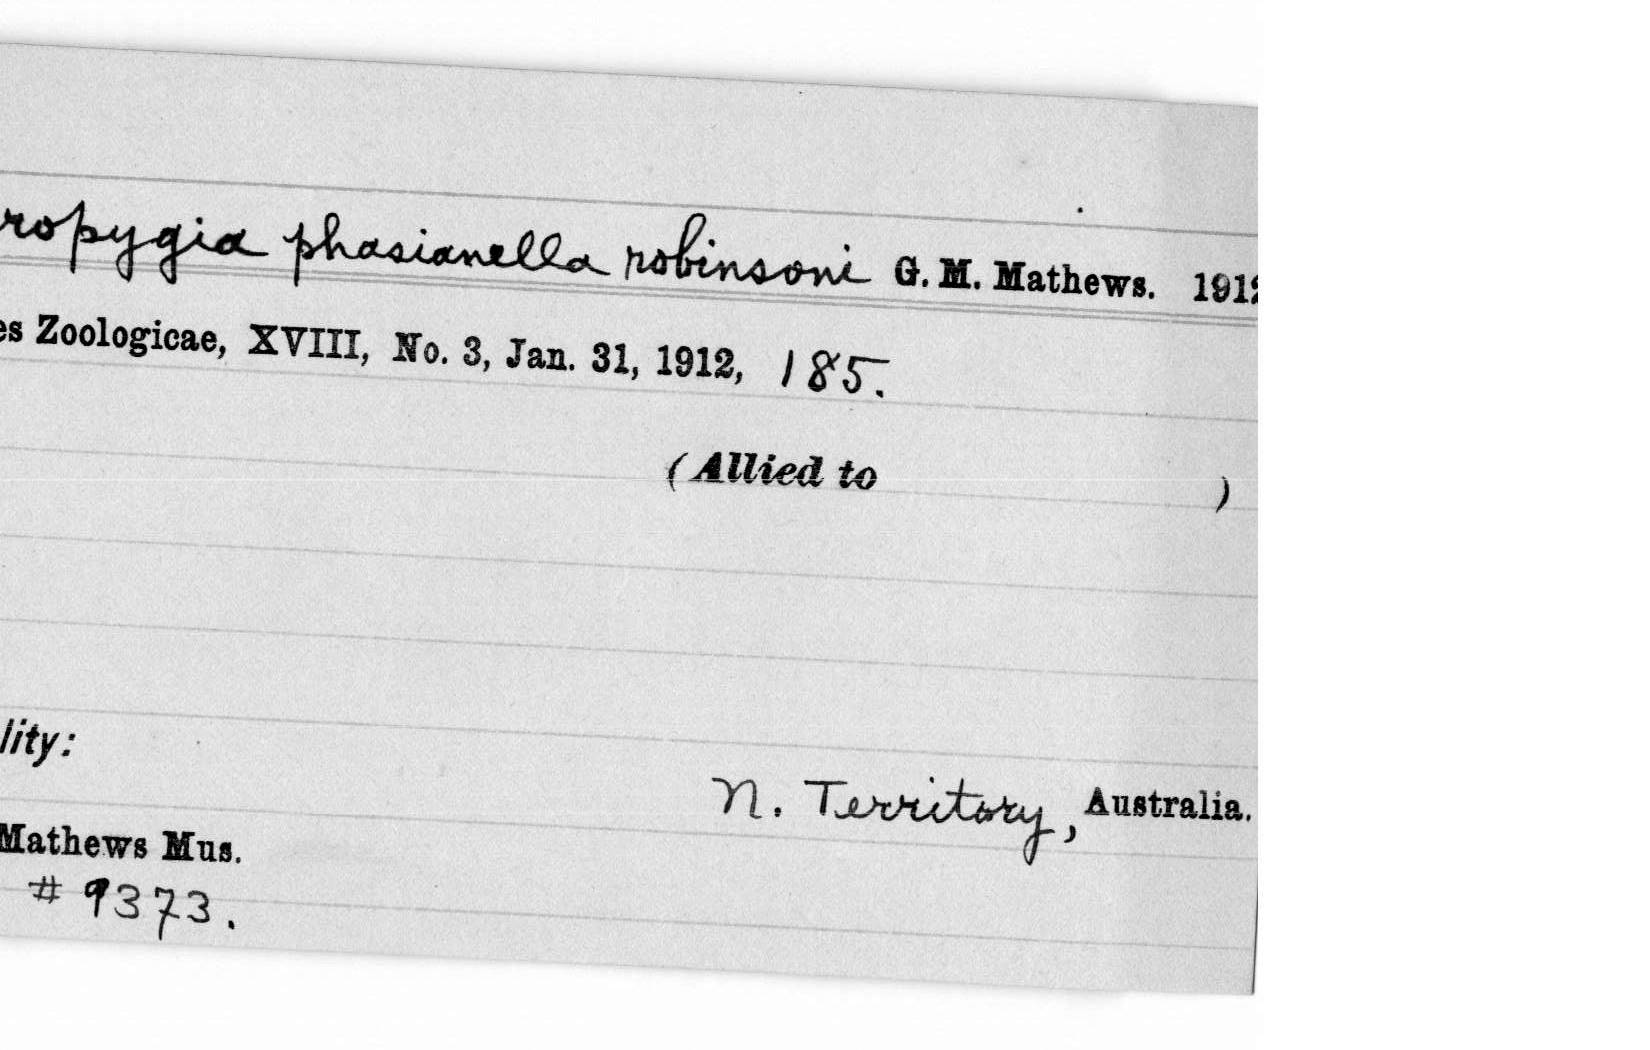 ropygia phasianella robinsoni G. M. Mathews. 1912
es Zoologicae, XVIII, No. 3, Jan. 31, 1912, 185.
(Allied to )
lity:
N. Territory, Australia.
Mathews Mus.
# 9373.